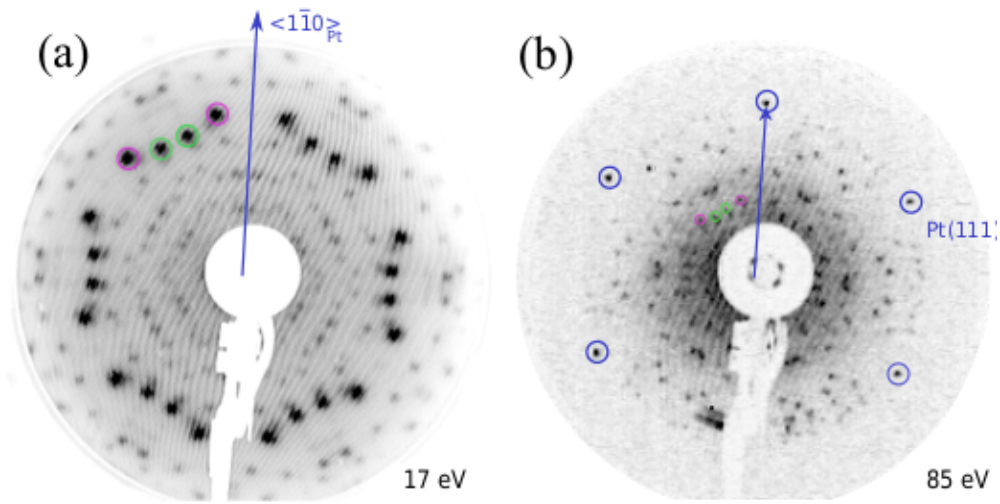 (a)
<11̅0>Pt
17 eV
(b)
Pt(111)
85 eV